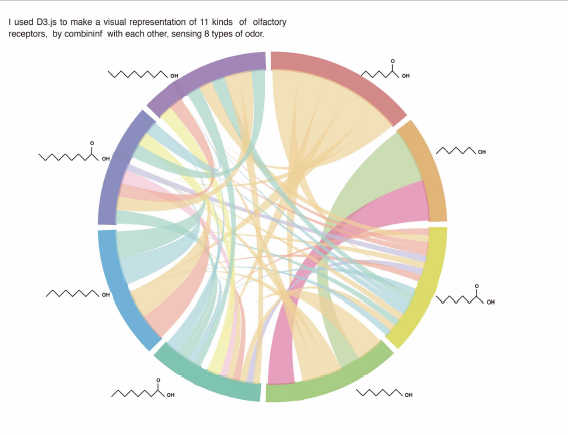 I used D3.js to make a visual representation of 11 kinds of olfactory
receptors, by combininf with each other, sensing 8 types of odor.
OH
O
OH
OH
O
OH
OH
O
OH
O
OH
OH